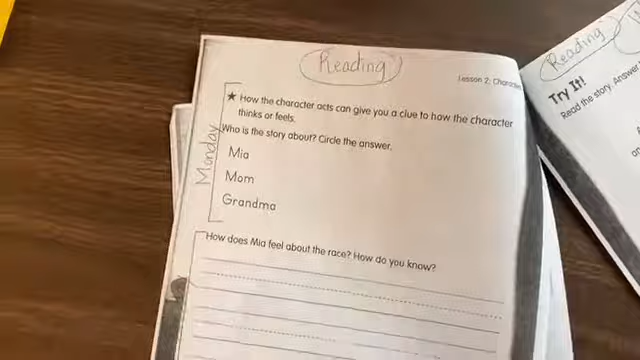 Reading
Lesson 2: Character
★ How the character acts can give you a clue to how the character
thinks or feels.
Monday
Who is the story about? Circle the answer.
Mia
Mom
Grandma
How does Mia feel about the race? How do you know?
Reading
Try It!
Read the story. Answer